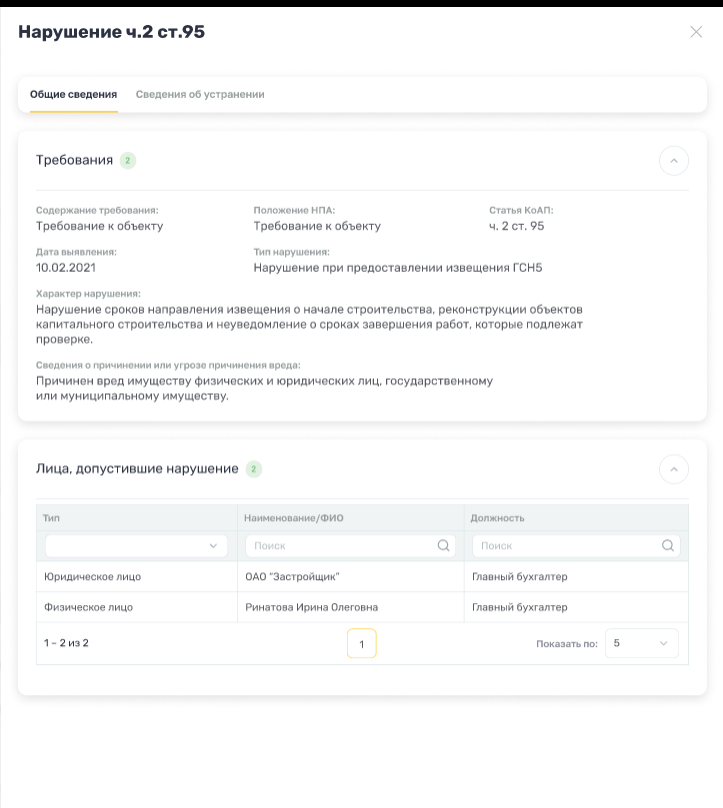 Нарушение ч.2 ст.95
Общие сведения Сведения об устранении
Требования 2
Содержание требования: Положение НПА: Статья КоАП:
Требование к объекту Требование к объекту ч. 2 ст. 95
Дата выявления: Тип нарушения:
10.02.2021 Нарушение при предоставлении извещения ГСН5
Характер нарушения:
Нарушение сроков направления извещения о начале строительства, реконструкции объектов
капитального строительства и неуведомление о сроках завершения работ, которые подлежат
проверке.
Сведения о причинении или угрозе причинения вреда:
Причинен вред имуществу физических и юридических лиц, государственному
или муниципальному имуществу.
Лица, допустившие нарушение 2
Тип Наименование/ФИО Должность
Поиск Поиск
Юридическое лицо ОАО "Застройщик" Главный бухгалтер
Физическое лицо Ринатова Ирина Олеговна Главный бухгалтер
1 – 2 из 2 1 Показать по: 5